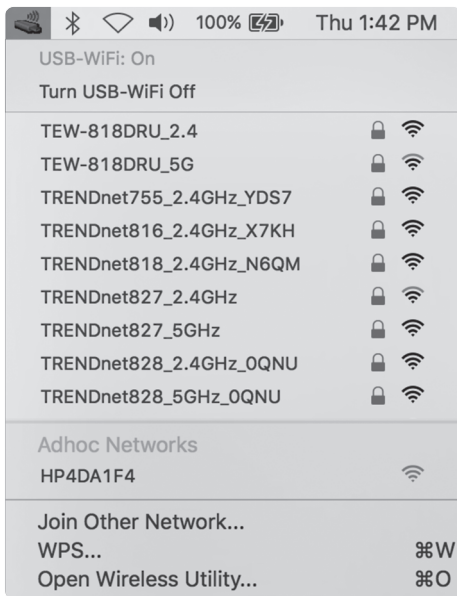 100% Thu 1:42 PM
USB-WiFi: On
Turn USB-WiFi Off
TEW-818DRU_2.4
TEW-818DRU_5G
TRENDnet755_2.4GHz_YDS7
TRENDnet816_2.4GHz_X7KH
TRENDnet818_2.4GHz_N6QM
TRENDnet827_2.4GHz
TRENDnet827_5GHz
TRENDnet828_2.4GHz_0QNU
TRENDnet828_5GHz_0QNU
Adhoc Networks
HP4DA1F4
Join Other Network...
WPS... ⌘W
Open Wireless Utility... ⌘O